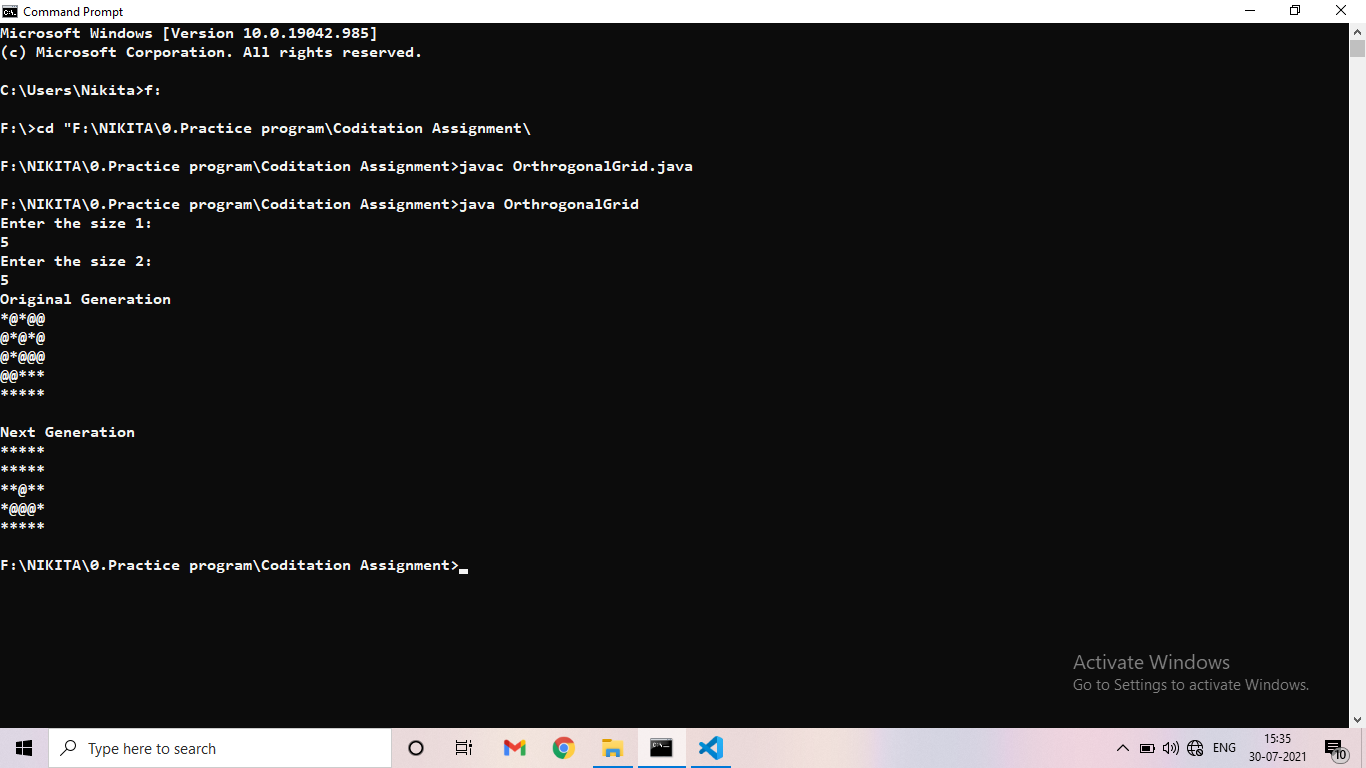 Command Prompt
Microsoft Windows [Version 10.0.19042.985]
(c) Microsoft Corporation. All rights reserved.
C:\Users\Nikita>f:
F:\>cd "F:\NIKITA\0.Practice program\Coditation Assignment\
F:\NIKITA\0.Practice program\Coditation Assignment>javac OrthrogonalGrid.java
F:\NIKITA\0.Practice program\Coditation Assignment>java OrthrogonalGrid
Enter the size 1:
5
Enter the size 2:
5
Original Generation
*@*@@
@*@*@
@*@@@
@@***
*****
Next Generation
*****
*****
**@**
*@@@*
*****
F:\NIKITA\0.Practice program\Coditation Assignment>
Activate Windows
Go to Settings to activate Windows.
Type here to search
ENG
15:35
30-07-2021
10